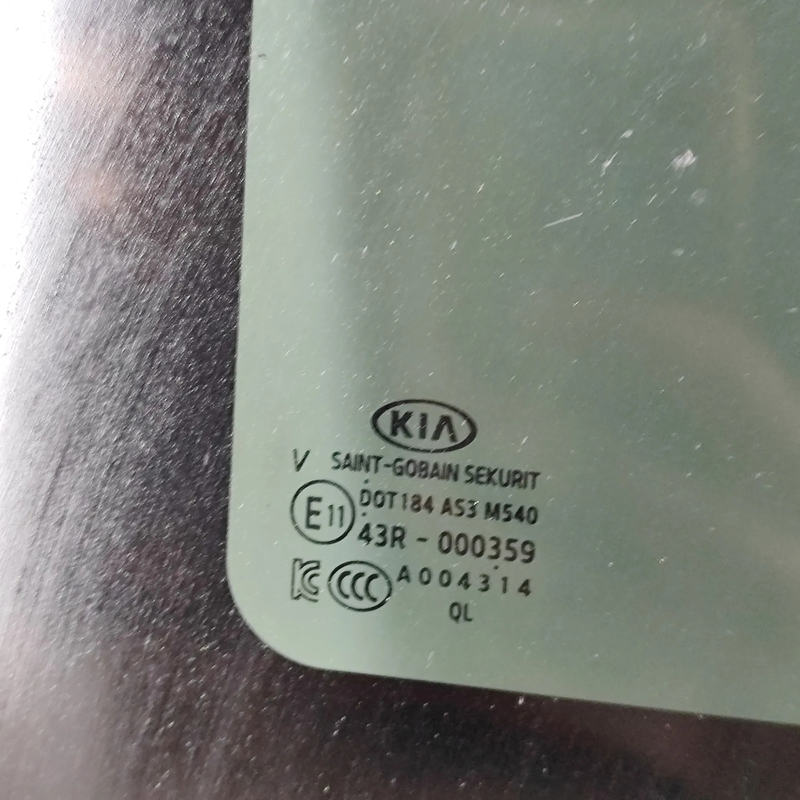 KIA
V SAINT-GOBAIN SEKURIT
E11 DOT184 AS3 M540
43R - 000359
KC CCC A004314
QL